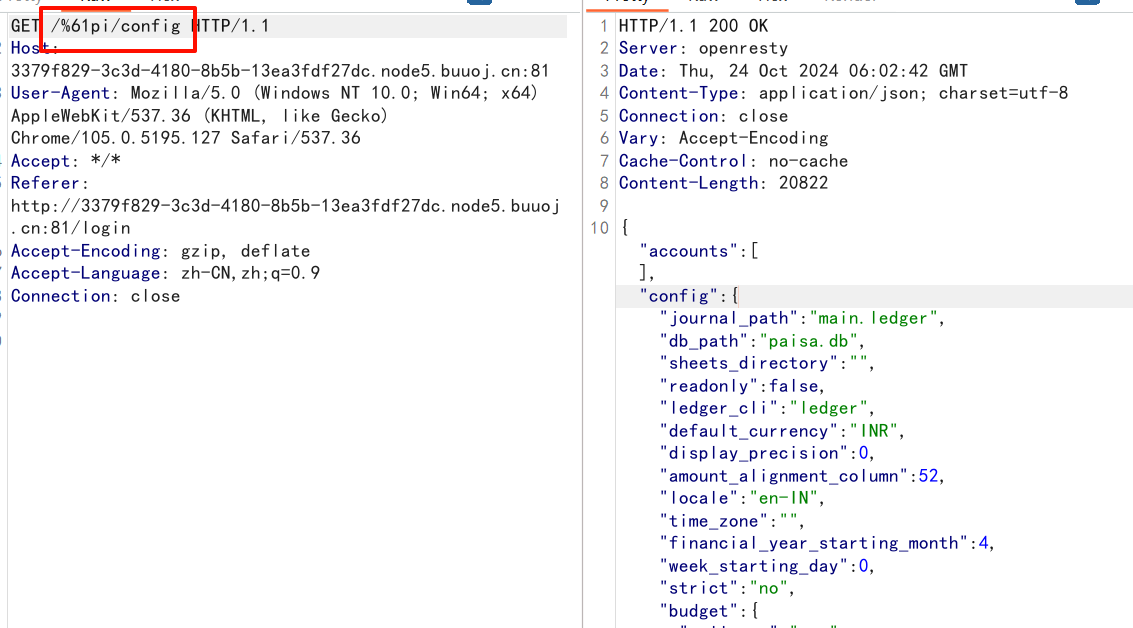 GET /%61pi/config HTTP/1.1
Host:
3379f829-3c3d-4180-8b5b-13ea3fdf27dc.node5.buuoj.cn:81
User-Agent: Mozilla/5.0 (Windows NT 10.0; Win64; x64)
AppleWebKit/537.36 (KHTML, like Gecko)
Chrome/105.0.5195.127 Safari/537.36
Accept: */*
Referer:
http://3379f829-3c3d-4180-8b5b-13ea3fdf27dc.node5.buuoj
.cn:81/login
Accept-Encoding: gzip, deflate
Accept-Language: zh-CN,zh;q=0.9
Connection: close
1 HTTP/1.1 200 OK
2 Server: openresty
3 Date: Thu, 24 Oct 2024 06:02:42 GMT
4 Content-Type: application/json; charset=utf-8
5 Connection: close
6 Vary: Accept-Encoding
7 Cache-Control: no-cache
8 Content-Length: 20822
9
10 {
"accounts":[
],
"config":{
"journal_path":"main.ledger",
"db_path":"paisa.db",
"sheets_directory":"",
"readonly":false,
"ledger_cli":"ledger",
"default_currency":"INR",
"display_precision":0,
"amount_alignment_column":52,
"locale":"en-IN",
"time_zone":"",
"financial_year_starting_month":4,
"week_starting_day":0,
"strict":"no",
"budget":{